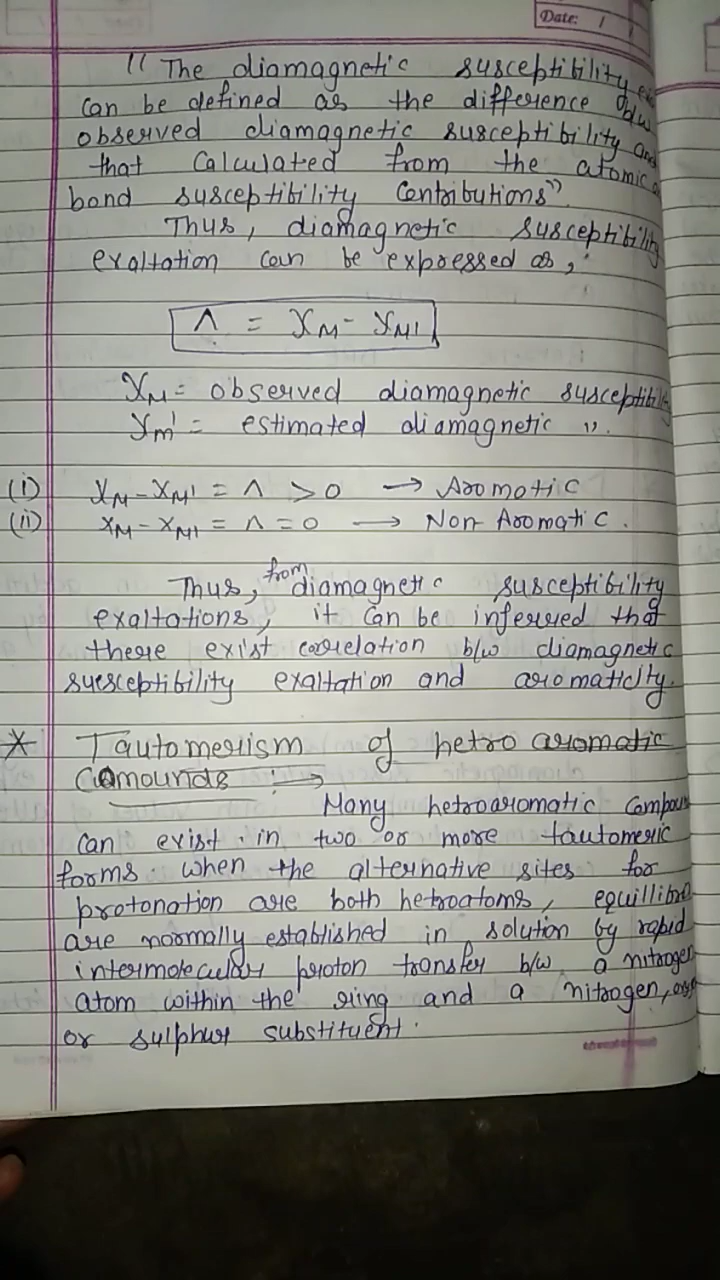 Date: / /
"The diamagnetic susceptibility
can be defined as the difference b/w
observed diamagnetic susceptibility and
that Calculated from the atomic
bond susceptibility Contributions".
Thus, diamagnetic susceptibility
exaltation can be expressed as,
Λ = χM - χM'
χM = observed diamagnetic susceptibility
χm' = estimated diamagnetic ".
(i) χM - χM' = Λ > 0 → Aromatic
(ii) χM - χM' = Λ = 0 → Non Aromatic.
Thus, from diamagnetic susceptibility
exaltations, it can be inferred that
there exist correlation b/w diamagnetic
suesceptibility exaltation and aromaticity.
* Tautomerism of hetro aromatic
Comounds :→
Many hetroaromatic Compoun
can exist in two or more tautomeric
forms. when the alternative sites for
protonation are both hetroatoms, equillibra
are normally established in solution by rapid
intermolecular proton transfer b/w a nitrogen
atom within the ring and a nitrogen,
or sulphur substituent.